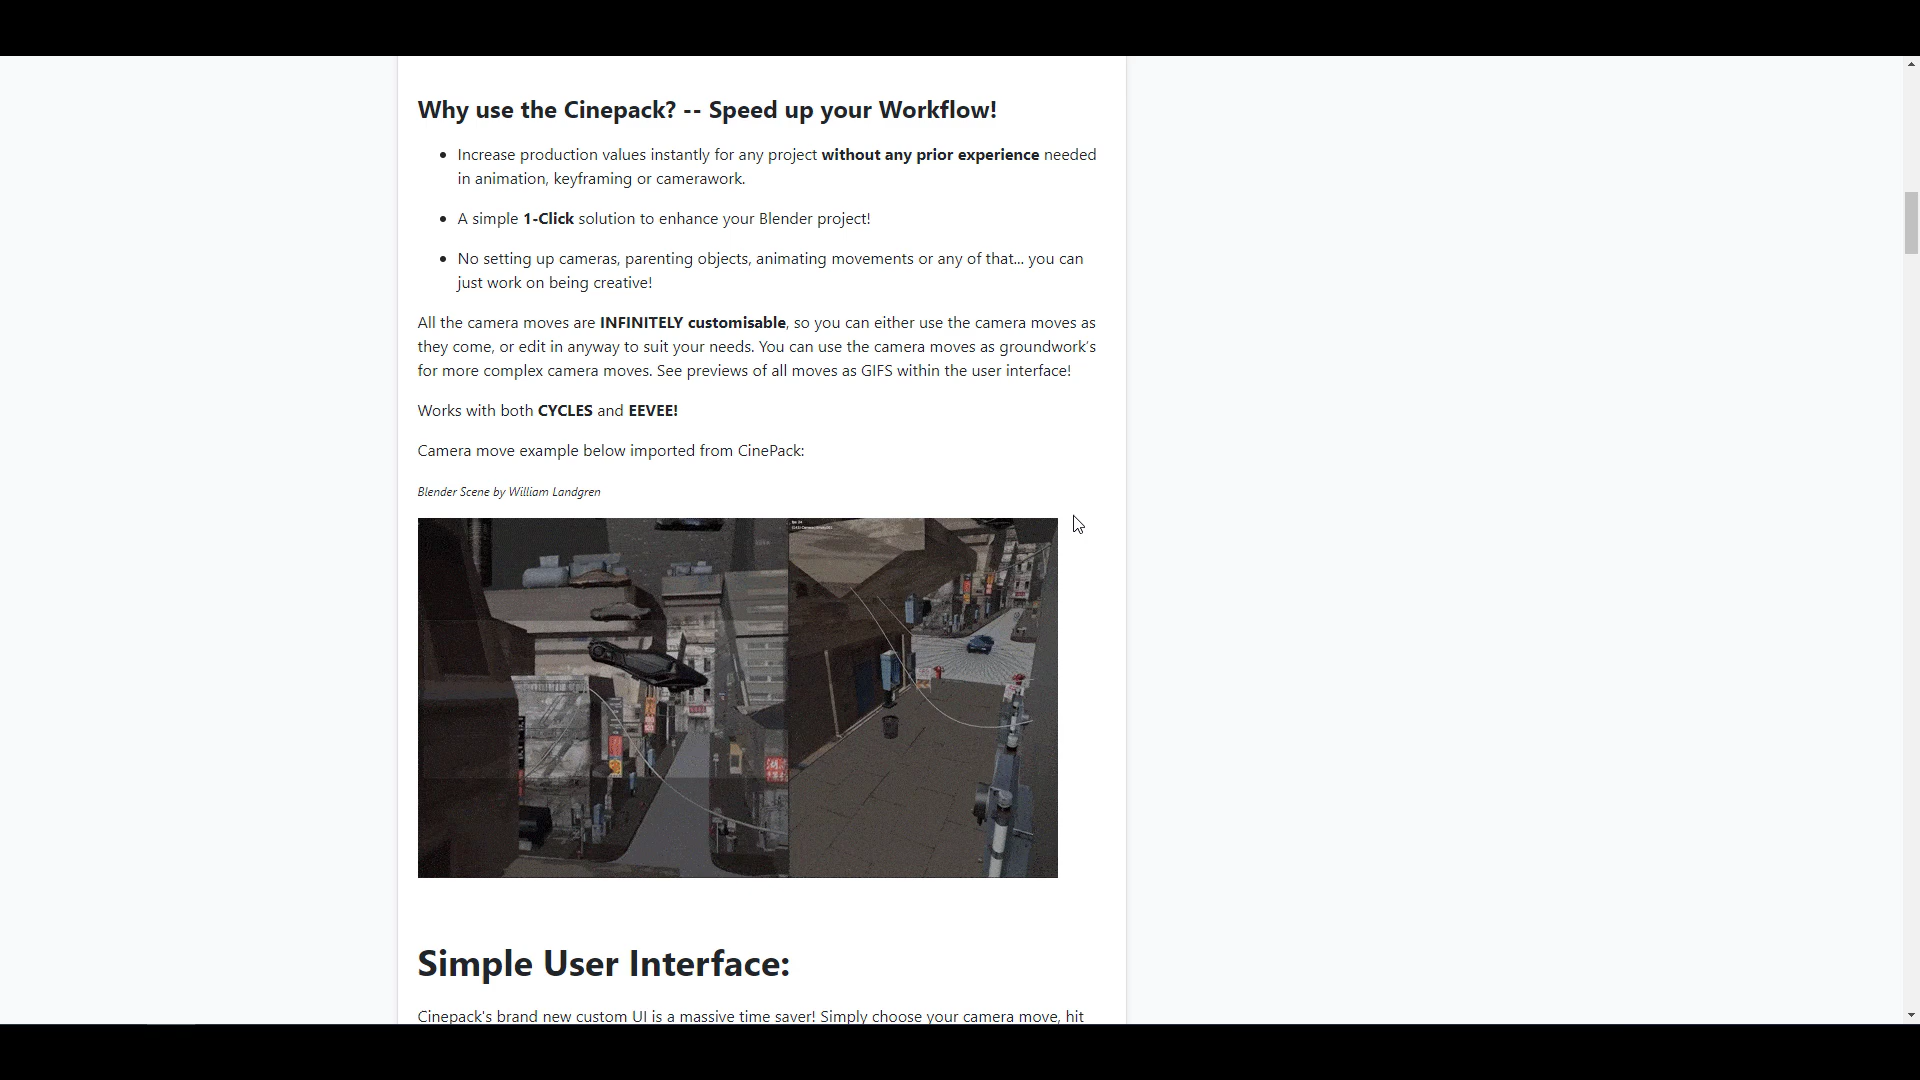 Why use the Cinepack? -- Speed up your Workflow!
Increase production values instantly for any project without any prior experience needed
in animation, keyframing or camerawork.
A simple 1-Click solution to enhance your Blender project!
No setting up cameras, parenting objects, animating movements or any of that... you can
just work on being creative!
All the camera moves are INFINITELY customisable, so you can either use the camera moves as
they come, or edit in anyway to suit your needs. You can use the camera moves as groundwork's
for more complex camera moves. See previews of all moves as GIFS within the user interface!
Works with both CYCLES and EEVEE!
Camera move example below imported from CinePack:
Blender Scene by William Landgren
Simple User Interface:
Cinepack's brand new custom UI is a massive time saver! Simply choose your camera move, hit